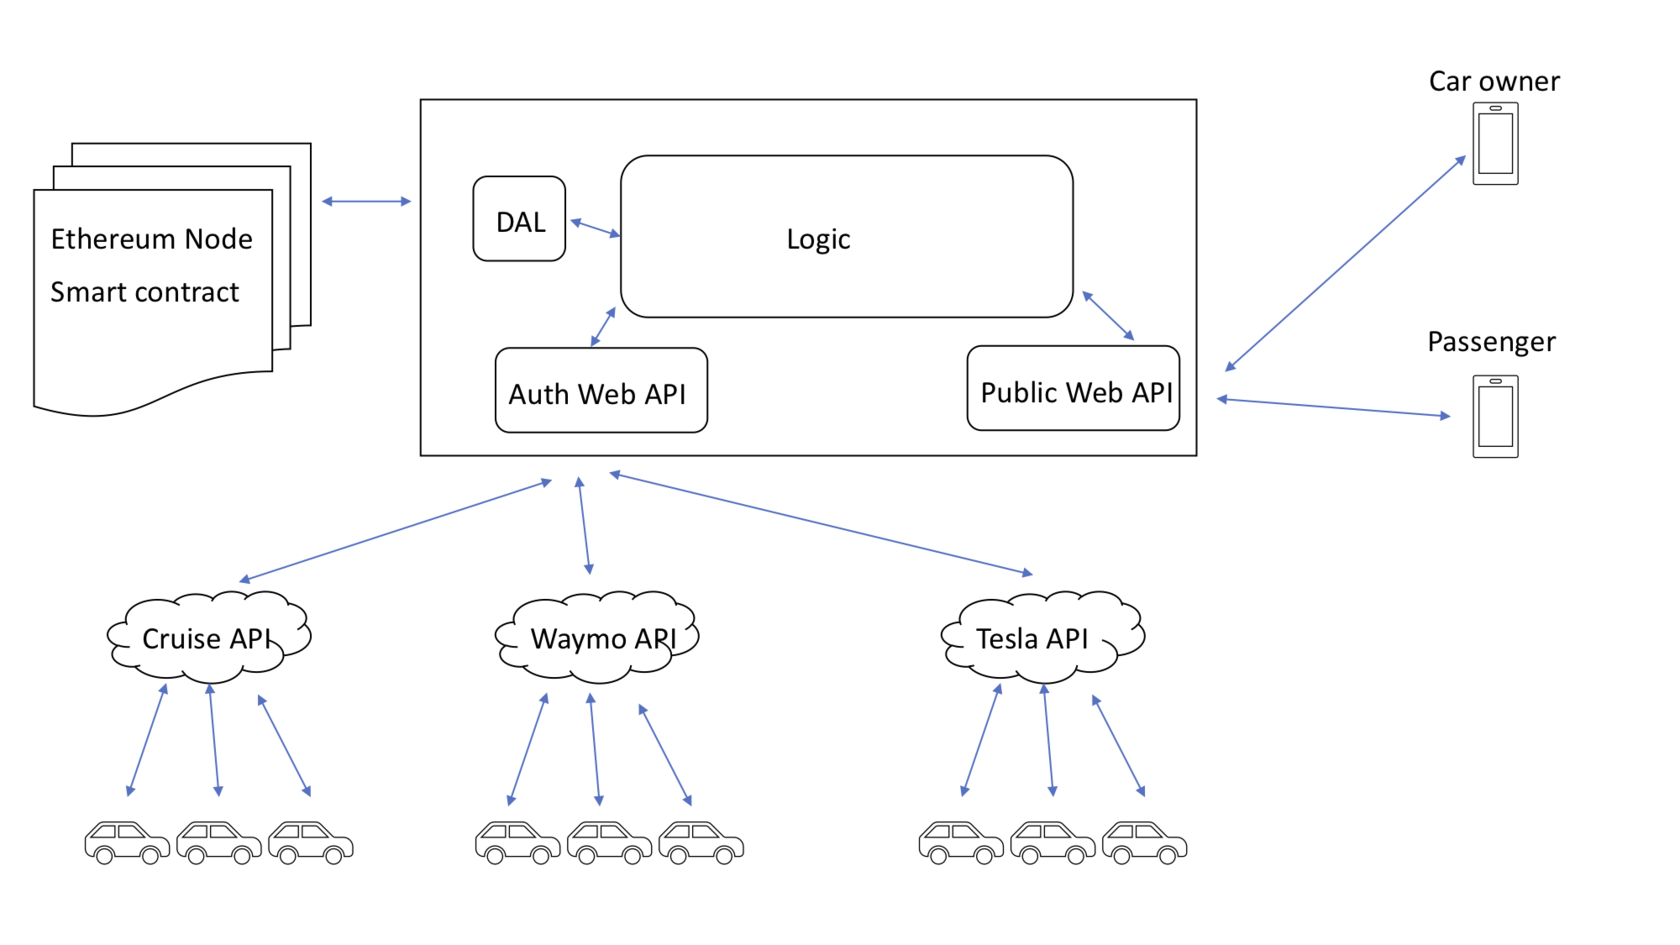 Car owner
Ethereum Node
Smart contract
DAL
Logic
Passenger
Auth Web API
Public Web API
Cruise API
Waymo API
Tesla API